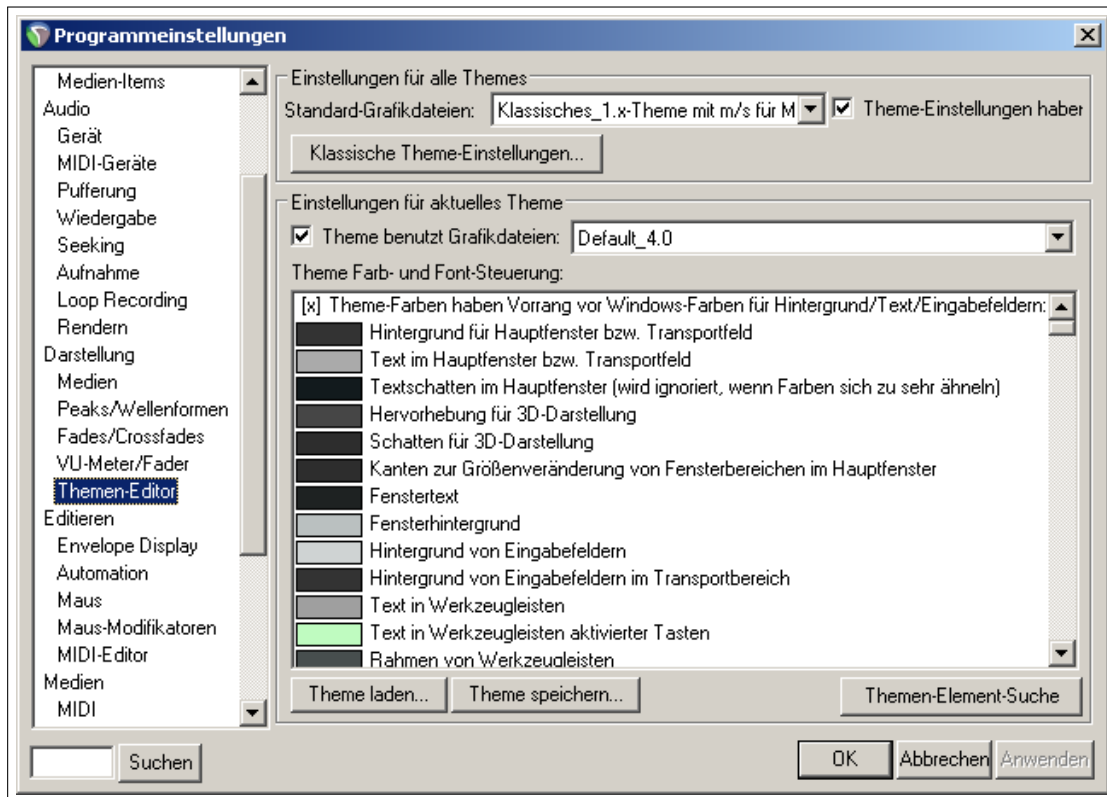 Programmeinstellungen
Medien-Items
Audio
Gerät
MIDI-Geräte
Pufferung
Wiedergabe
Seeking
Aufnahme
Loop Recording
Rendern
Darstellung
Medien
Peaks/Wellenformen
Fades/Crossfades
VU-Meter/Fader
Themen-Editor
Editieren
Envelope Display
Automation
Maus
Maus-Modifikatoren
MIDI-Editor
Medien
MIDI
Suchen
Einstellungen für alle Themes
Standard-Grafikdateien: Klassisches_1.x-Theme mit m/s für M Theme-Einstellungen haber
Klassische Theme-Einstellungen...
Einstellungen für aktuelles Theme
Theme benutzt Grafikdateien: Default_4.0
Theme Farb- und Font-Steuerung:
[x] Theme-Farben haben Vorrang vor Windows-Farben für Hintergrund/Text/Eingabefeldern:
Hintergrund für Hauptfenster bzw. Transportfeld
Text im Hauptfenster bzw. Transportfeld
Textschatten im Hauptfenster (wird ignoriert, wenn Farben sich zu sehr ähneln)
Hervorhebung für 3D-Darstellung
Schatten für 3D-Darstellung
Kanten zur Größenveränderung von Fensterbereichen im Hauptfenster
Fenstertext
Fensterhintergrund
Hintergrund von Eingabefeldern
Hintergrund von Eingabefeldern im Transportbereich
Text in Werkzeugleisten
Text in Werkzeugleisten aktivierter Tasten
Rahmen von Werkzeugleisten
Theme laden... Theme speichern... Themen-Element-Suche
OK Abbrechen Anwenden